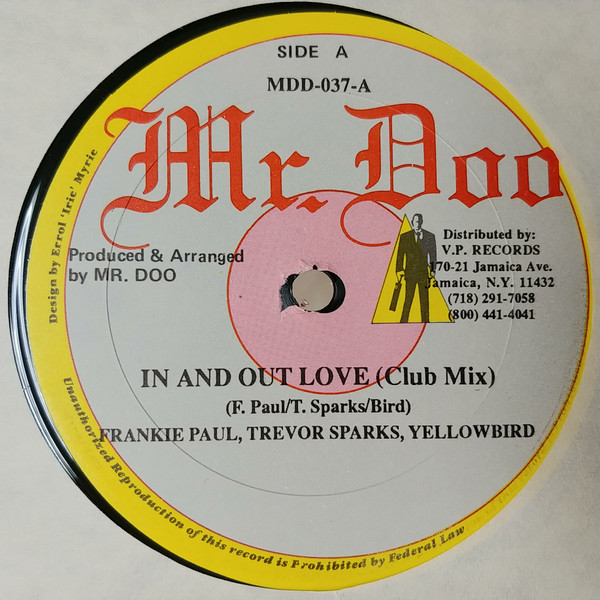 SIDE A
MDD-037-A
Mr. Doo
Design by Errol 'Irie' Myrie
Produced & Arranged
by MR. DOO
Distributed by:
V.P. RECORDS
170-21 Jamaica Ave.
Jamaica, N.Y. 11432
(718) 291-7058
(800) 441-4041
IN AND OUT LOVE (Club Mix)
(F. Paul/T. Sparks/Bird)
FRANKIE PAUL, TREVOR SPARKS, YELLOWBIRD
Unauthorized Reproduction of this record is Prohibited by Federal Law